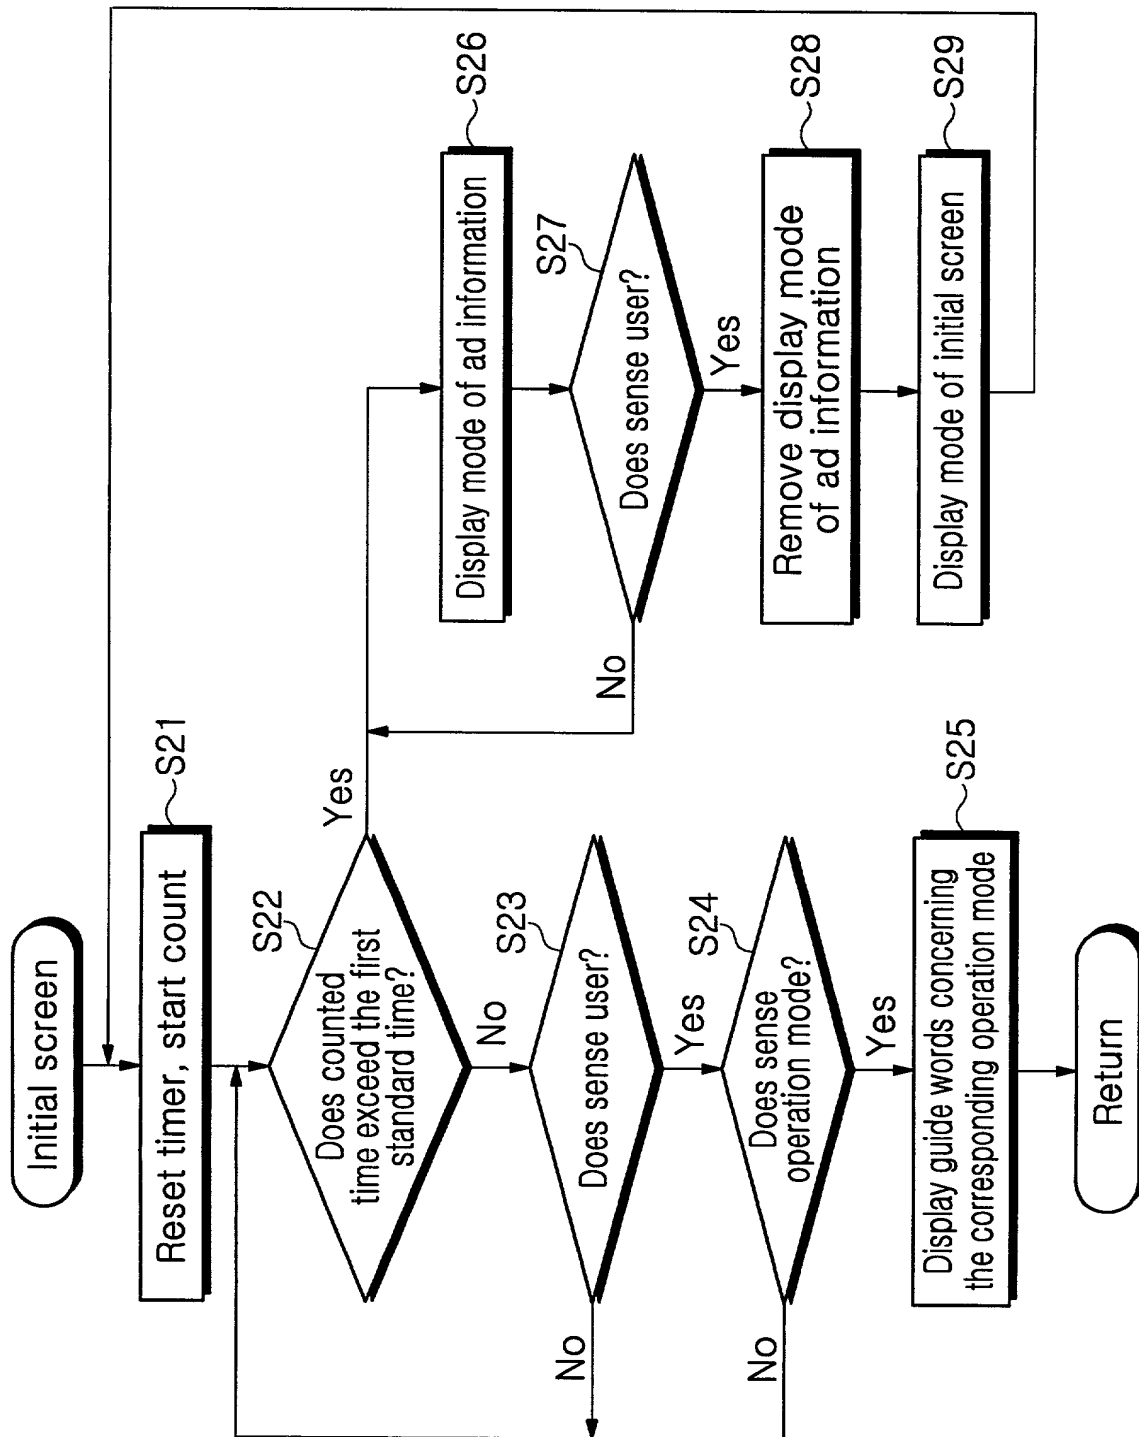 Initial screen
S21
Reset timer, start count
S22
Does counted
time exceed the first
standard time?
Yes
No
S23
Does sense user?
No
Yes
S24
Does sense
operation mode?
No
Yes
S25
Display guide words concerning
the corresponding operation mode
Return
S26
Display mode of ad information
S27
Does sense user?
No
Yes
S28
Remove display mode
of ad information
S29
Display mode of initial screen